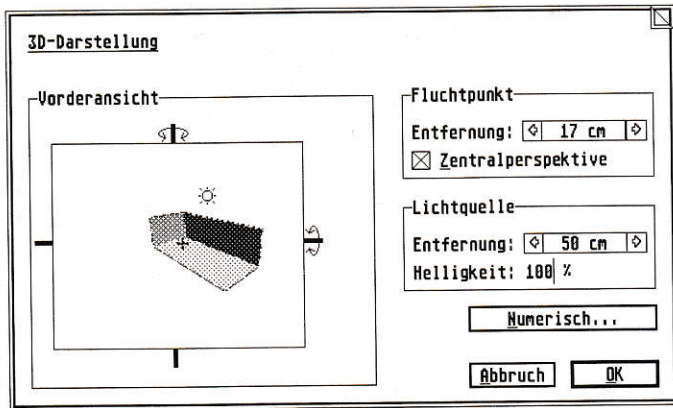 3D-Darstellung
Vorderansicht
Fluchtpunkt
Entfernung: 17 cm
Zentralperspektive
Lichtquelle
Entfernung: 50 cm
Helligkeit: 100 %
Numerisch...
Abbruch
OK